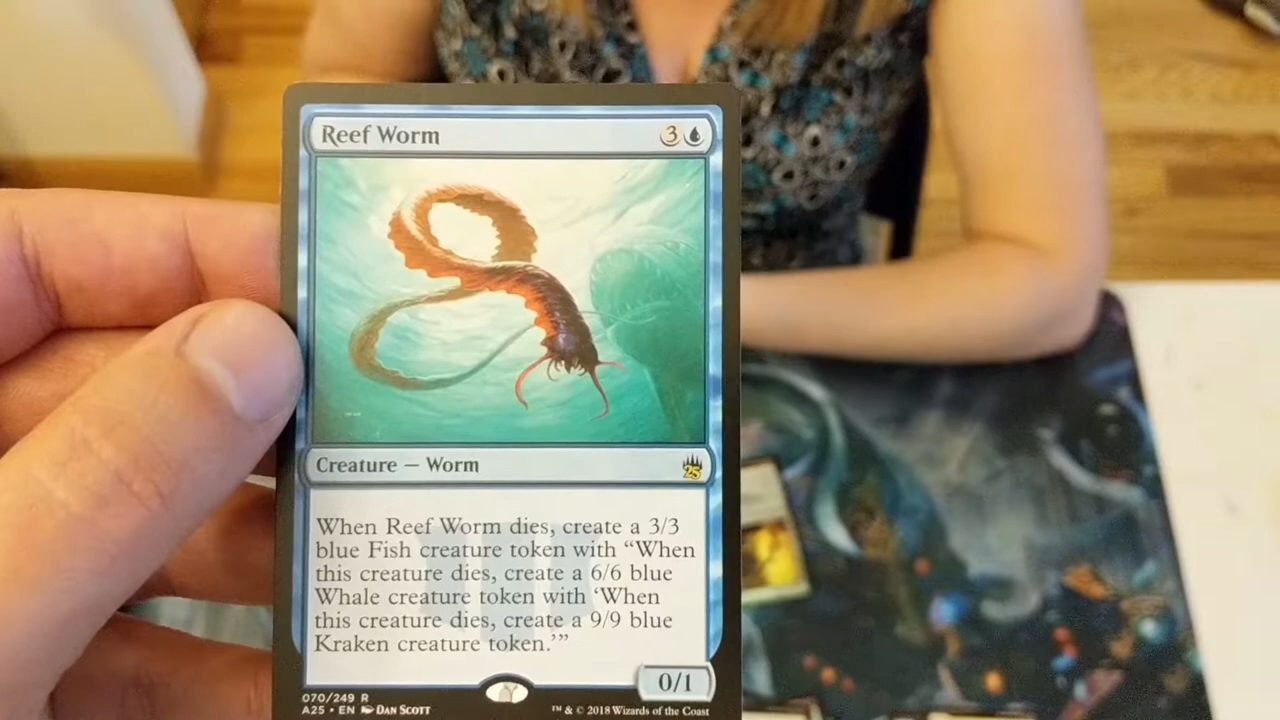 Reef Worm 3
Creature — Worm 25
When Reef Worm dies, create a 3/3
blue Fish creature token with “When
this creature dies, create a 6/6 blue
Whale creature token with ‘When
this creature dies, create a 9/9 blue
Kraken creature token.’”
0/1
070/249 R
A25 • EN DAN SCOTT
™ & © 2018 Wizards of the Coast